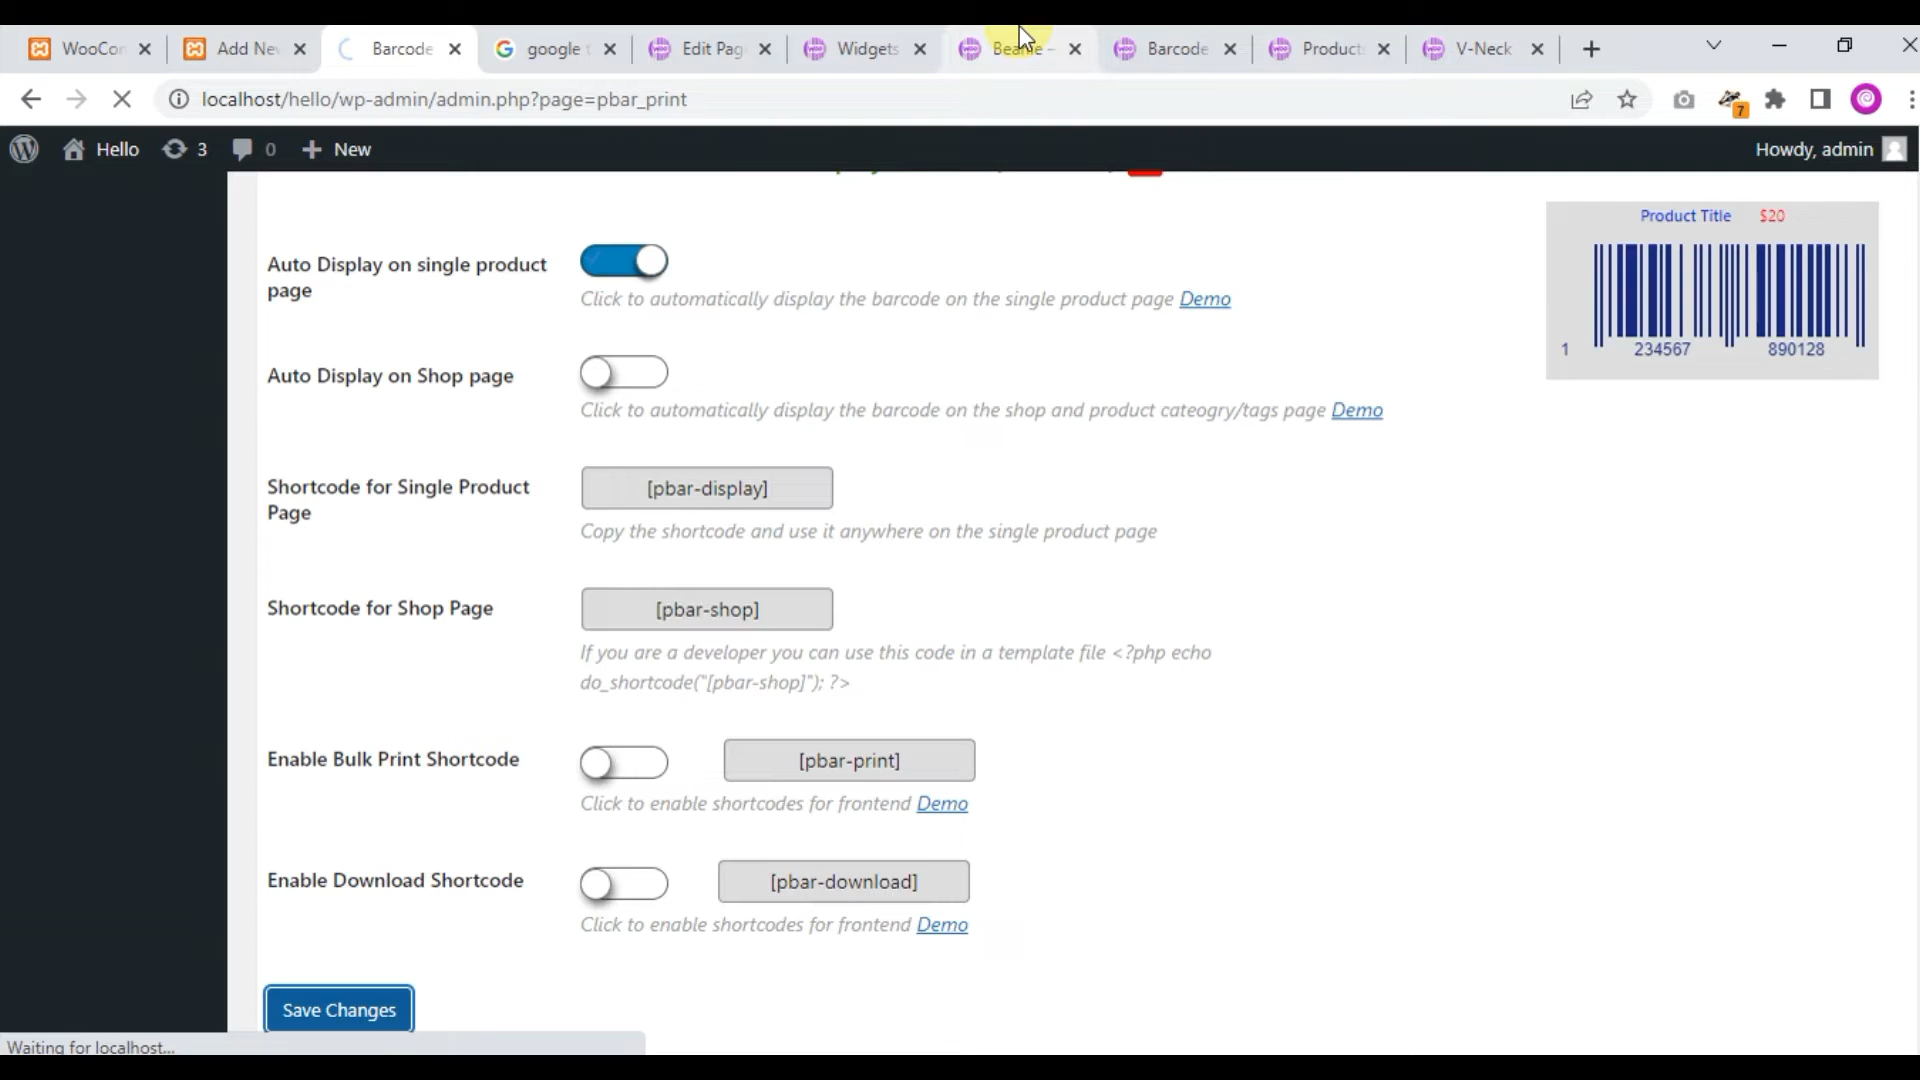 WooCon
Add Ne
Barcode
google t
Edit Pag
Widgets
Beanie –
Barcode
Product
V-Neck
localhost/hello/wp-admin/admin.php?page=pbar_print
7
Hello
3
0
New
Howdy, admin
Product Title $20
1 234567 890128
Auto Display on single product
page
Click to automatically display the barcode on the single product page Demo
Auto Display on Shop page
Click to automatically display the barcode on the shop and product cateogry/tags page Demo
Shortcode for Single Product
Page
[pbar-display]
Copy the shortcode and use it anywhere on the single product page
Shortcode for Shop Page
[pbar-shop]
If you are a developer you can use this code in a template file <?php echo
do_shortcode("[pbar-shop]"); ?>
Enable Bulk Print Shortcode
[pbar-print]
Click to enable shortcodes for frontend Demo
Enable Download Shortcode
[pbar-download]
Click to enable shortcodes for frontend Demo
Save Changes
Waiting for localhost...